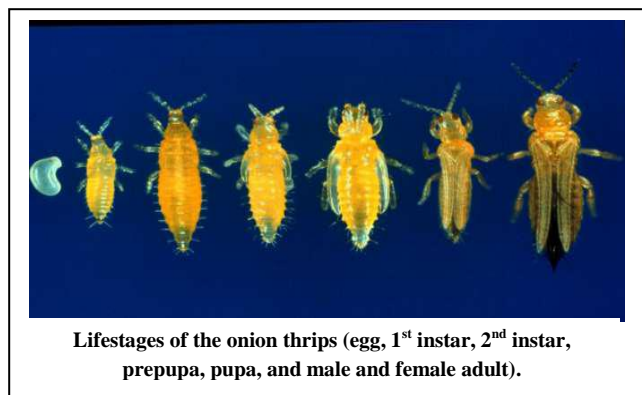 Lifestages of the onion thrips (egg, 1st instar, 2nd instar,
prepupa, pupa, and male and female adult).